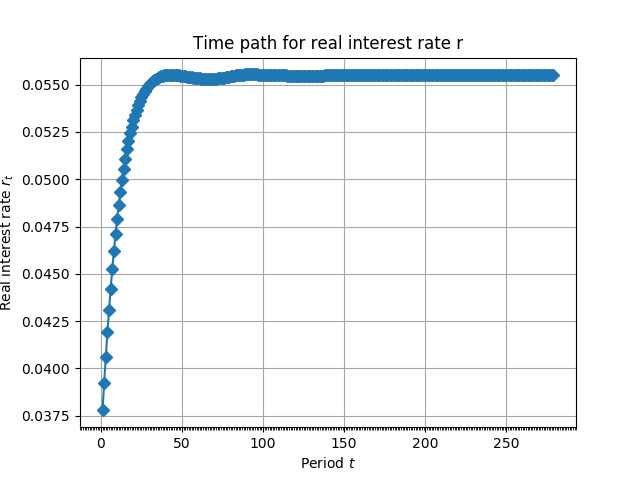 Time path for real interest rate r
Real interest rate r_t
0.0550
0.0525
0.0500
0.0475
0.0450
0.0425
0.0400
0.0375
0 50 100 150 200 250
Period t